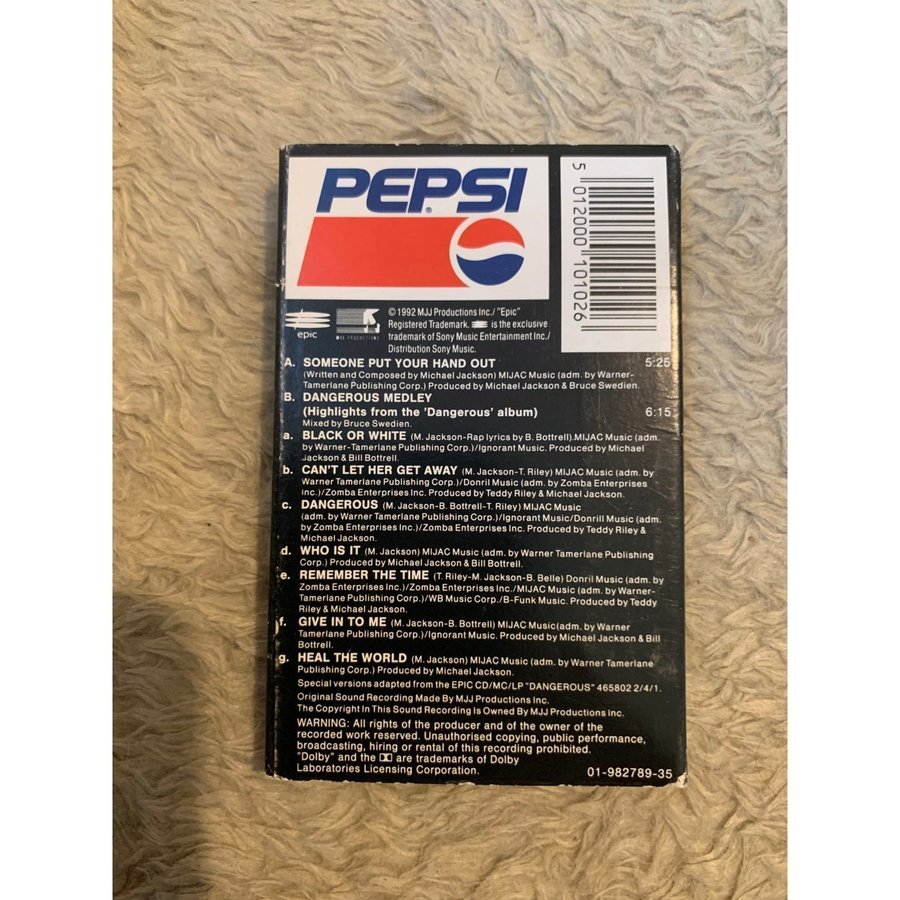 PEPSI®
5 012000 101026
epic
MJJ PRODUCTIONS
© 1992 MJJ Productions Inc./ "Epic"
Registered Trademark. is the exclusive
trademark of Sony Music Entertainment Inc./
Distribution Sony Music.
A. SOMEONE PUT YOUR HAND OUT 5:25
(Written and Composed by Michael Jackson) MIJAC Music (adm. by Warner-
Tamerlane Publishing Corp.) Produced by Michael Jackson & Bruce Swedien.
B. DANGEROUS MEDLEY
(Highlights from the 'Dangerous' album) 6:15
Mixed by Bruce Swedien.
a. BLACK OR WHITE (M. Jackson-Rap lyrics by B. Bottrell).MIJAC Music (adm.
by Warner-Tamerlane Publishing Corp.)/Ignorant Music. Produced by Michael
Jackson & Bill Bottrell.
b. CAN'T LET HER GET AWAY (M. Jackson-T. Riley) MIJAC Music (adm. by
Warner Tamerlane Publishing Corp.)/Donril Music (adm. by Zomba Enterprises
inc.)/Zomba Enterprises Inc. Produced by Teddy Riley & Michael Jackson.
c. DANGEROUS (M. Jackson-B. Bottrell-T. Riley) MIJAC Music
(adm. by Warner Tamerlane Publishing Corp.)/Ignorant Music/Donrill Music (adm.
by Zomba Enterprises Inc.)/Zomba Enterprises Inc. Produced by Teddy Riley &
Michael Jackson.
d. WHO IS IT (M. Jackson) MIJAC Music (adm. by Warner Tamerlane Publishing
Corp.) Produced by Michael Jackson & Bill Bottrell.
e. REMEMBER THE TIME (T. Riley-M. Jackson-B. Belle) Donril Music (adm. by
Zomba Enterprises Inc.)/Zomba Enterprises Inc./MIJAC Music (adm. by Warner-
Tamerlane Publishing Corp.)/WB Music Corp./B-Funk Music. Produced by Teddy
Riley & Michael Jackson.
f. GIVE IN TO ME (M. Jackson-B. Bottrell) MIJAC Music(adm. by Warner
Tamerlane Publishing Corp.)/Ignorant Music. Produced by Michael Jackson & Bill
Bottrell.
g. HEAL THE WORLD (M. Jackson) MIJAC Music (adm. by Warner Tamerlane
Publishing Corp.) Produced by Michael Jackson.
Special versions adapted from the EPIC CD/MC/LP "DANGEROUS" 465802 2/4/1.
Original Sound Recording Made By MJJ Productions Inc.
The Copyright In This Sound Recording Is Owned By MJJ Productions Inc.
WARNING: All rights of the producer and of the owner of the
recorded work reserved. Unauthorised copying, public performance,
broadcasting, hiring or rental of this recording prohibited.
"Dolby" and the are trademarks of Dolby
Laboratories Licensing Corporation. 01-982789-35